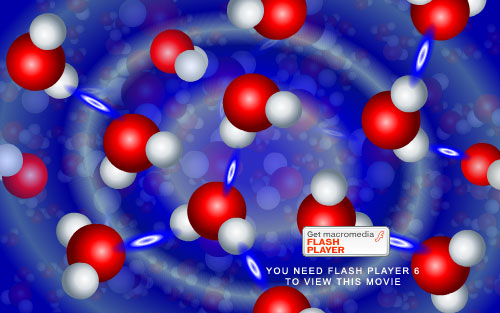 Get macromedia
FLASH
PLAYER
YOU NEED FLASH PLAYER 6
TO VIEW THIS MOVIE